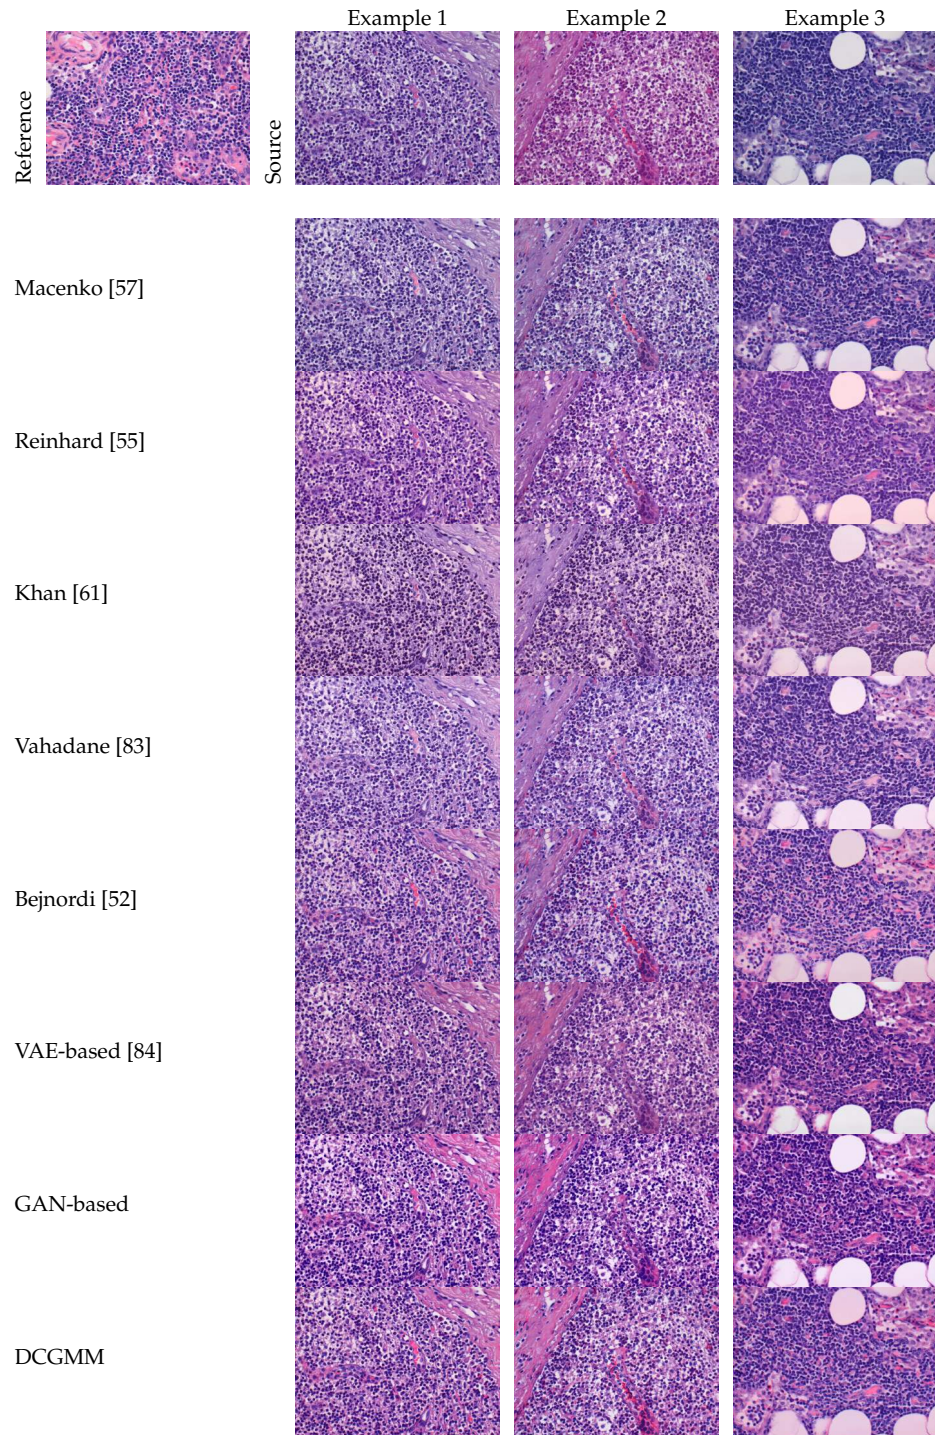 Example 1
Example 2
Example 3
Reference
Source
Macenko [57]
Reinhard [55]
Khan [61]
Vahadane [83]
Bejnordi [52]
VAE-based [84]
GAN-based
DCGMM